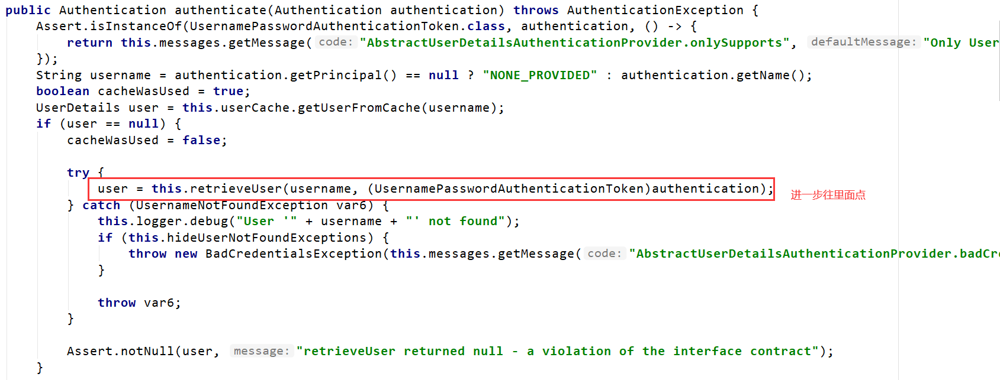 public Authentication authenticate(Authentication authentication) throws AuthenticationException {
Assert.isInstanceOf(UsernamePasswordAuthenticationToken.class, authentication, () -> {
return this.messages.getMessage( code: "AbstractUserDetailsAuthenticationProvider.onlySupports", defaultMessage: "Only User
});
String username = authentication.getPrincipal() == null ? "NONE_PROVIDED" : authentication.getName();
boolean cacheWasUsed = true;
UserDetails user = this.userCache.getUserFromCache(username);
if (user == null) {
cacheWasUsed = false;
try {
user = this.retrieveUser(username, (UsernamePasswordAuthenticationToken)authentication);
进一步往里面点
} catch (UsernameNotFoundException var6) {
this.logger.debug("User '" + username + "' not found");
if (this.hideUserNotFoundExceptions) {
throw new BadCredentialsException(this.messages.getMessage( code: "AbstractUserDetailsAuthenticationProvider.badCre
}
throw var6;
}
Assert.notNull(user, message: "retrieveUser returned null - a violation of the interface contract");
}